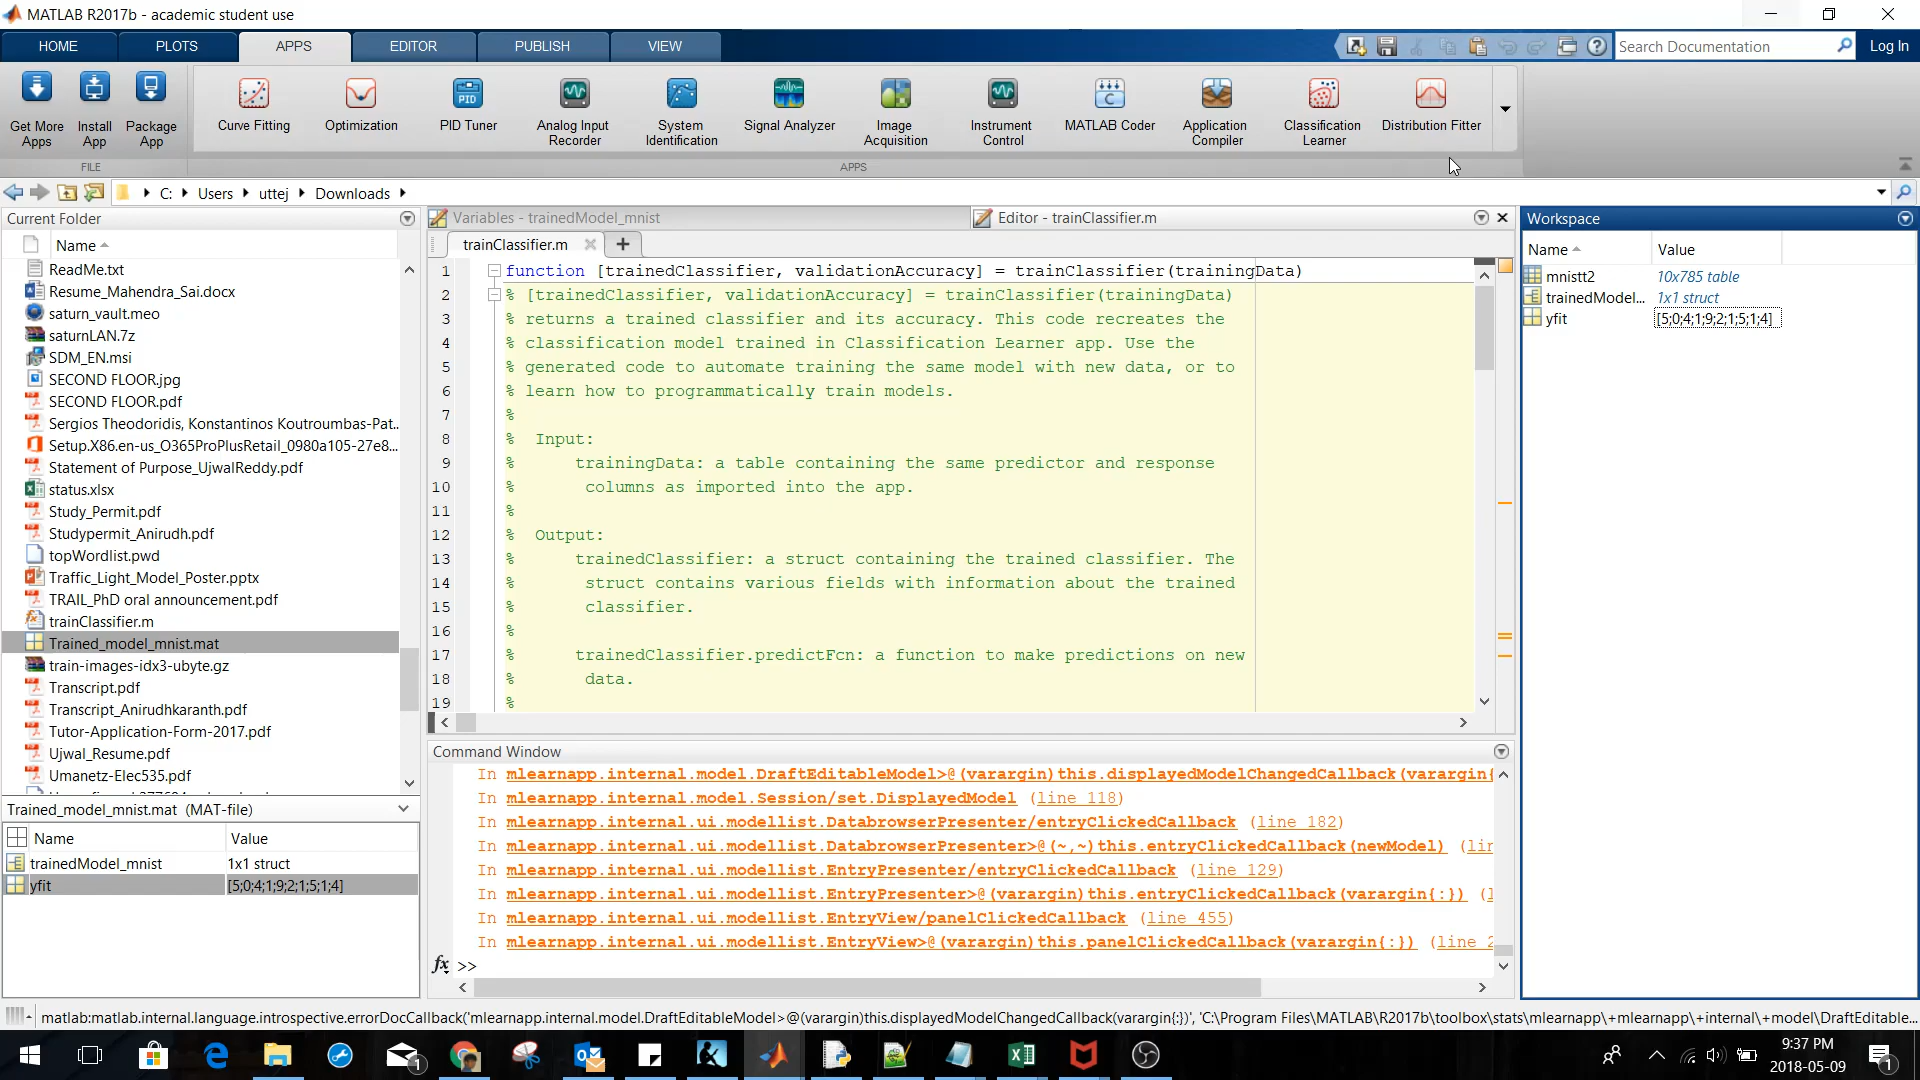 MATLAB R2017b - academic student use
HOME PLOTS APPS EDITOR PUBLISH VIEW
Search Documentation
Log In
Get More Apps
Install App
Package App
Curve Fitting
Optimization
PID
PID Tuner
Analog Input Recorder
System Identification
Signal Analyzer
Image Acquisition
Instrument Control
C
MATLAB Coder
Application Compiler
Classification Learner
Distribution Fitter
FILE
APPS
C: Users uttej Downloads
Current Folder
Name
ReadMe.txt
Resume_Mahendra_Sai.docx
saturn_vault.meo
saturnLAN.7z
SDM_EN.msi
SECOND FLOOR.jpg
SECOND FLOOR.pdf
Sergios Theodoridis, Konstantinos Koutroumbas-Pat...
Setup.X86.en-us_O365ProPlusRetail_0980a105-27e8...
Statement of Purpose_UjwalReddy.pdf
status.xlsx
Study_Permit.pdf
Studypermit_Anirudh.pdf
topWordlist.pwd
Traffic_Light_Model_Poster.pptx
TRAIL_PhD oral announcement.pdf
trainClassifier.m
Trained_model_mnist.mat
train-images-idx3-ubyte.gz
Transcript.pdf
Transcript_Anirudhkaranth.pdf
Tutor-Application-Form-2017.pdf
Ujwal_Resume.pdf
Umanetz-Elec535.pdf
Trained_model_mnist.mat (MAT-file)
Name Value
trainedModel_mnist 1x1 struct
yfit [5;0;4;1;9;2;1;5;1;4]
Variables - trainedModel_mnist
Editor - trainClassifier.m
trainClassifier.m
1 function [trainedClassifier, validationAccuracy] = trainClassifier(trainingData)
2 % [trainedClassifier, validationAccuracy] = trainClassifier(trainingData)
3 % returns a trained classifier and its accuracy. This code recreates the
4 % classification model trained in Classification Learner app. Use the
5 % generated code to automate training the same model with new data, or to
6 % learn how to programmatically train models.
7 %
8 % Input:
9 % trainingData: a table containing the same predictor and response
10 % columns as imported into the app.
11 %
12 % Output:
13 % trainedClassifier: a struct containing the trained classifier. The
14 % struct contains various fields with information about the trained
15 % classifier.
16 %
17 % trainedClassifier.predictFcn: a function to make predictions on new
18 % data.
19 %
Command Window
In mlearnapp.internal.model.DraftEditableModel>@(varargin)this.displayedModelChangedCallback(varargin{
In mlearnapp.internal.model.Session/set.DisplayedModel (line 118)
In mlearnapp.internal.ui.modellist.DatabrowserPresenter/entryClickedCallback (line 182)
In mlearnapp.internal.ui.modellist.DatabrowserPresenter>@(~,~)this.entryClickedCallback(newModel) (lin
In mlearnapp.internal.ui.modellist.EntryPresenter/entryClickedCallback (line 129)
In mlearnapp.internal.ui.modellist.EntryPresenter>@(varargin)this.entryClickedCallback(varargin{:}) (l
In mlearnapp.internal.ui.modellist.EntryView/panelClickedCallback (line 455)
In mlearnapp.internal.ui.modellist.EntryView>@(varargin)this.panelClickedCallback(varargin{:}) (line 2
fx >>
Workspace
Name Value
mnistt2 10x785 table
trainedModel... 1x1 struct
yfit [5;0;4;1;9;2;1;5;1;4]
matlab:matlab.internal.language.introspective.errorDocCallback('mlearnapp.internal.model.DraftEditableModel>@(varargin)this.displayedModelChangedCallback(varargin{:})', 'C:\Program Files\MATLAB\R2017b\toolbox\stats\mlearnapp\+mlearnapp\+internal\+model\DraftEditable...
1
9:37 PM
2018-05-09
1